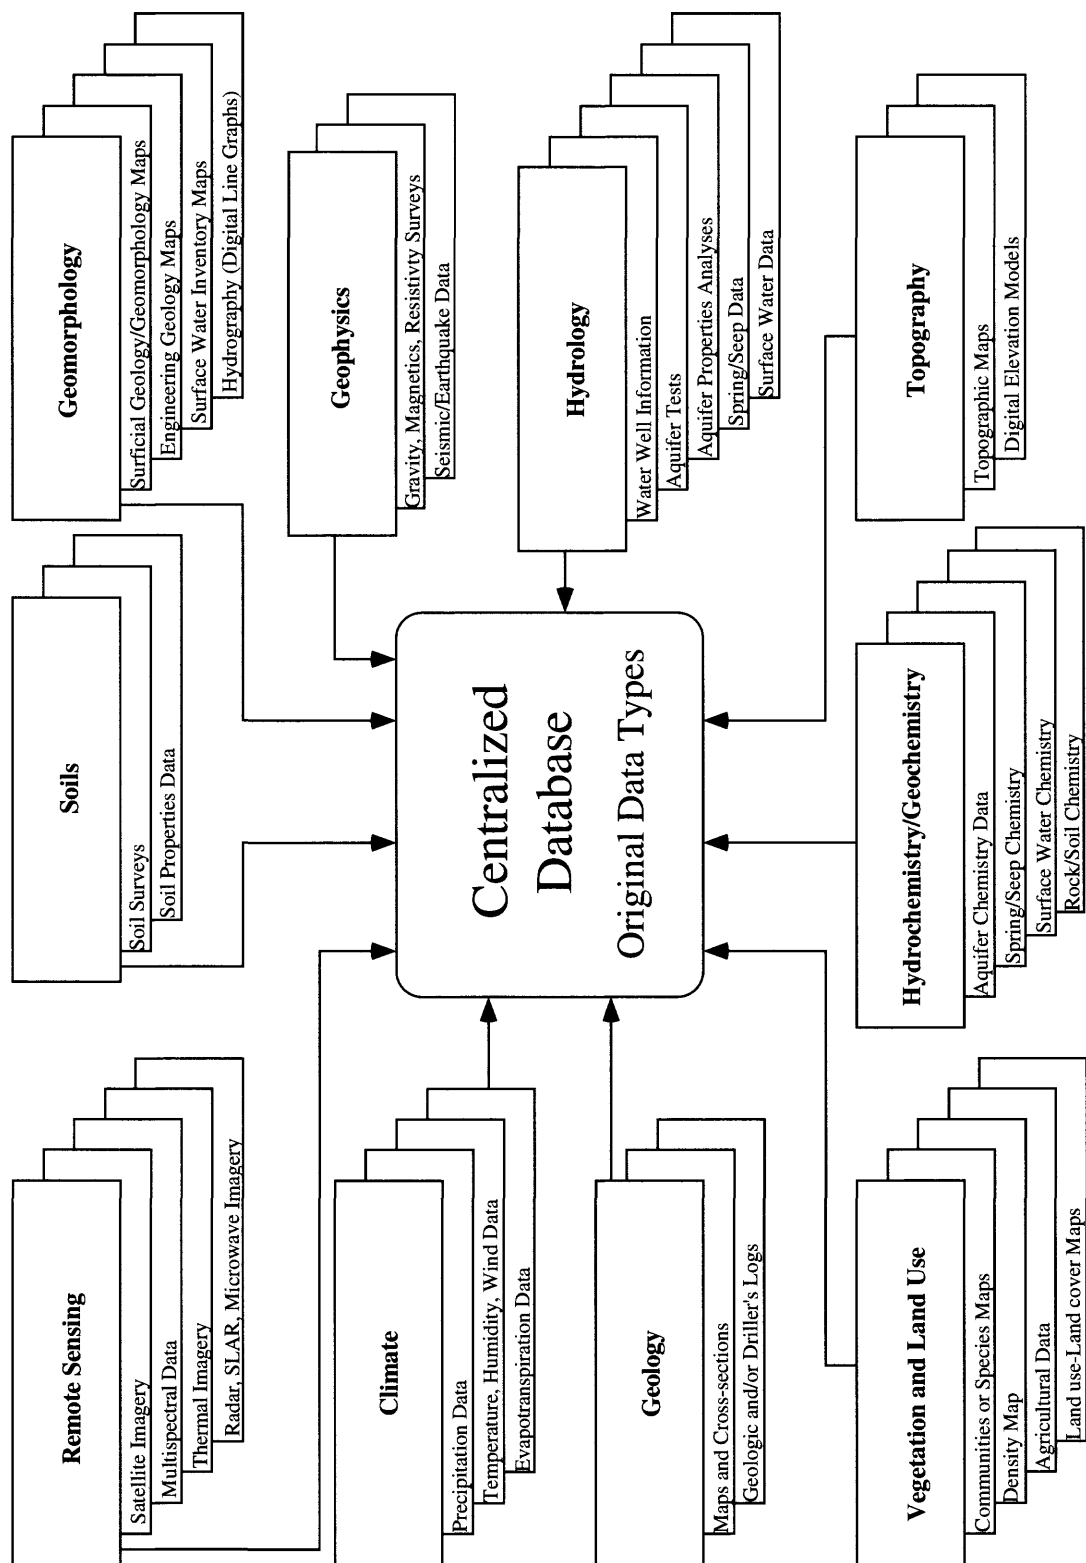 Remote Sensing
Satellite Imagery
Multispectral Data
Thermal Imagery
Radar, SLAR, Microwave Imagery
Soils
Soil Surveys
Soil Properties Data
Geomorphology
Surficial Geology/Geomorphology Maps
Engineering Geology Maps
Surface Water Inventory Maps
Hydrography (Digital Line Graphs)
Climate
Precipitation Data
Temperature, Humidity, Wind Data
Evapotranspiration Data
Geophysics
Gravity, Magnetics, Resistivty Surveys
Seismic/Earthquake Data
Centralized
Database
Original Data Types
Geology
Maps and Cross-sections
Geologic and/or Driller's Logs
Hydrology
Water Well Information
Aquifer Tests
Aquifer Properties Analyses
Spring/Seep Data
Surface Water Data
Vegetation and Land Use
Communities or Species Maps
Density Map
Agricultural Data
Land use-Land cover Maps
Hydrochemistry/Geochemistry
Aquifer Chemistry Data
Spring/Seep Chemistry
Surface Water Chemistry
Rock/Soil Chemistry
Topography
Topographic Maps
Digital Elevation Models